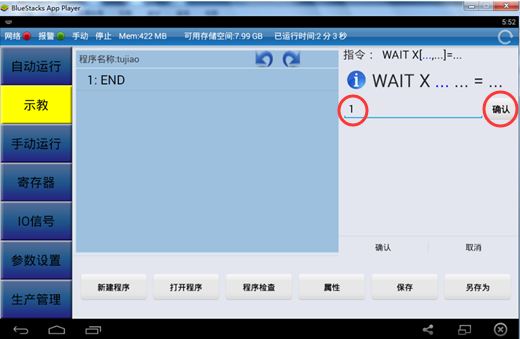 BlueStacks App Player
5:52
网络 报警 手动 停止 Mem:422 MB 可用存储空间:7.99 GB 已运行时间:2 分 3 秒
自动运行
示教
手动运行
寄存器
IO信号
参数设置
生产管理
程序名称:tujiao
1: END
指令： WAIT X[...,...]=...
WAIT X ... ... = ...
1
确认
确认 取消
新建程序 打开程序 程序检查 属性 保存 另存为